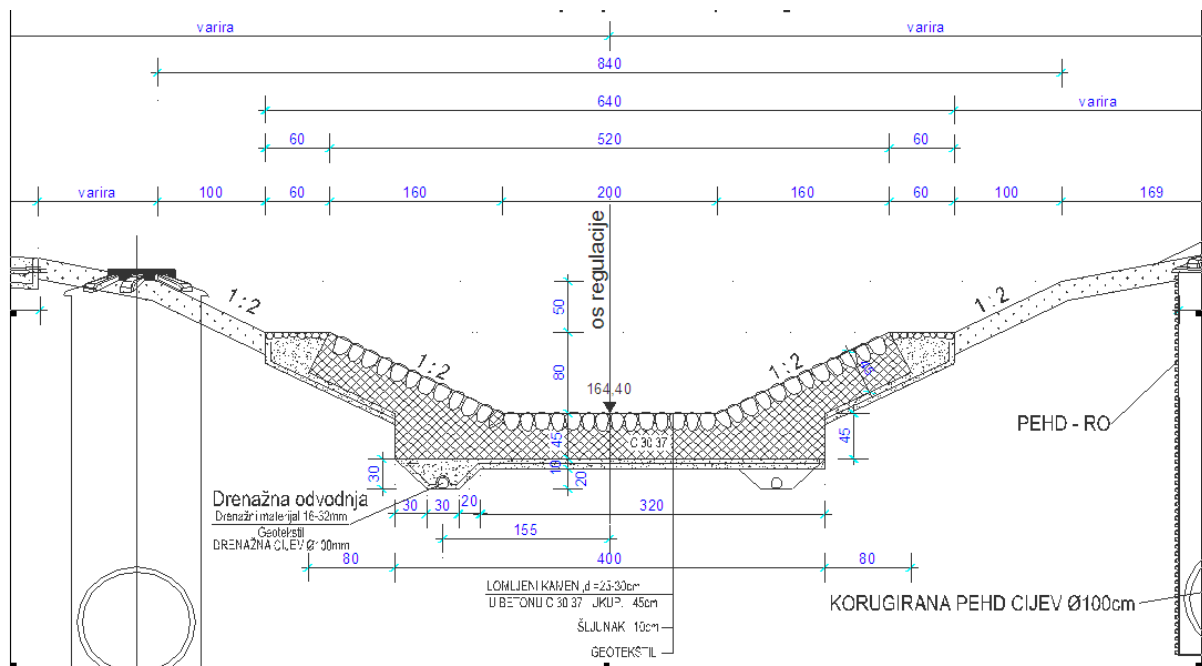 varira varira
840
640 varira
60 520 60
varira 100 60 160 200 160 60 100 169
os regulacije
1:2 1:2
50
1:2 1:2
80 164,40 45
PEHD - RO
C 30 37
45 45
10
30 20
Drenažna odvodnja
Drenažni materijal 16-32mm
Geotekstil
DRENAŽNA CIJEV Ø100mm
30 30 20 320
155
80 400 80
LOMLJENI KAMEN ,d =25-30cm
U BETONU C 30 37 UKUP. 45cm
ŠLJUNAK 10cm
GEOTEKSTIL
KORUGIRANA PEHD CIJEV Ø100cm